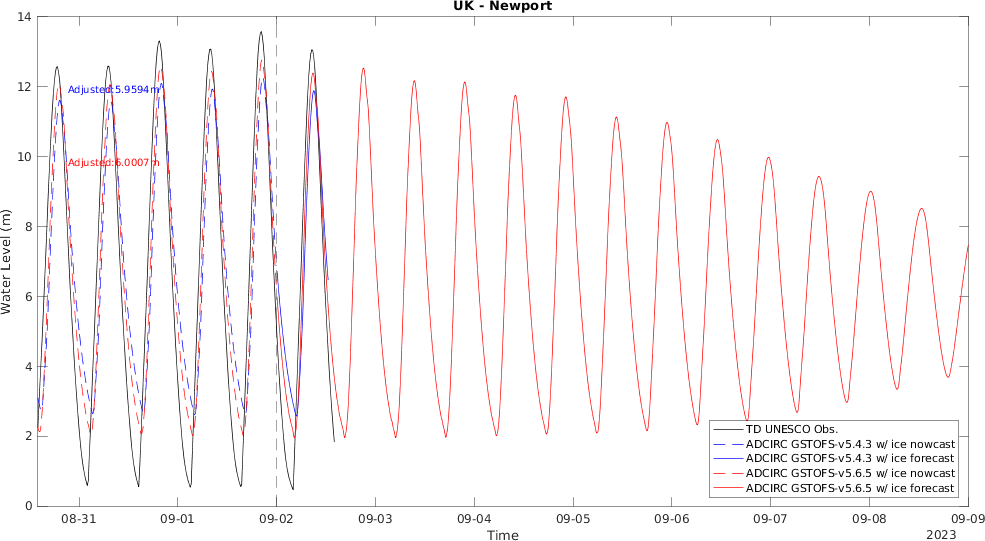 UK - Newport
14
12
10
8
6
4
2
0
Water Level (m)
Adjusted:5.9594m
Adjusted:6.0007m
TD UNESCO Obs.
ADCIRC GSTOFS-v5.4.3 w/ ice nowcast
ADCIRC GSTOFS-v5.4.3 w/ ice forecast
ADCIRC GSTOFS-v5.6.5 w/ ice nowcast
ADCIRC GSTOFS-v5.6.5 w/ ice forecast
08-31 09-01 09-02 09-03 09-04 09-05 09-06 09-07 09-08 09-09
Time
2023